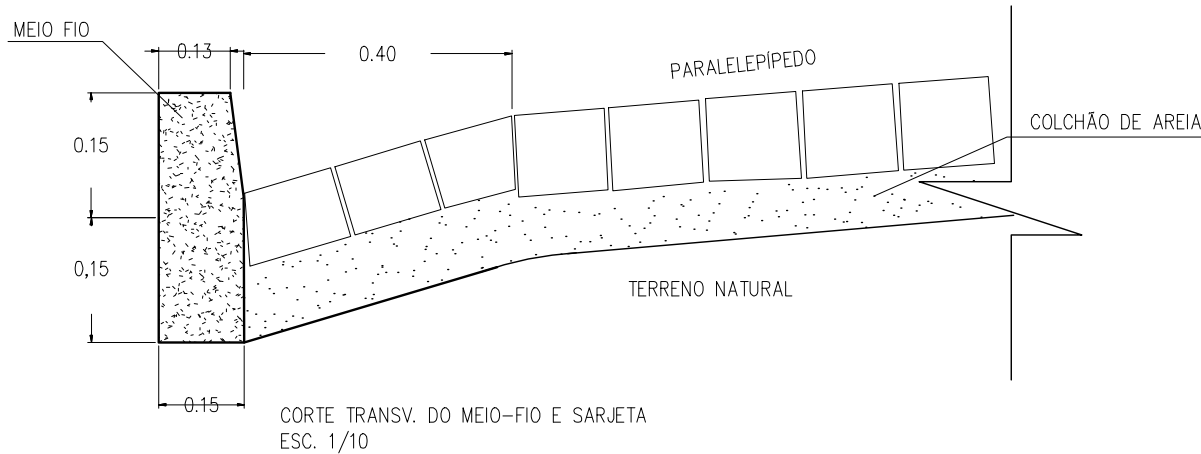 MEIO FIO
0.13
0.40
PARALELEPÍPEDO
COLCHÃO DE AREIA
0.15
0,15
TERRENO NATURAL
0.15
CORTE TRANSV. DO MEIO-FIO E SARJETA
ESC. 1/10